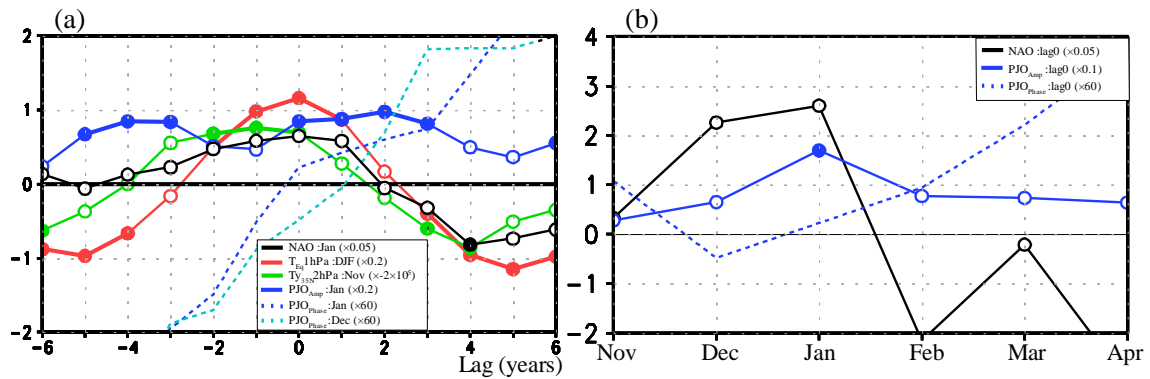 (a)
2
1
0
-1
-2
-6
-4
-2
0
2
4
6
Lag (years)
NAO :Jan (×0.05)
T_Eq 1hPa :DJF (×0.2)
Ty_35N 2hPa :Nov (×-2×10⁵)
PJO_Amp :Jan (×0.2)
PJO_Phase :Jan (×60)
PJO_Phase :Dec (×60)
(b)
4
3
2
1
0
-1
-2
Nov
Dec
Jan
Feb
Mar
Apr
NAO :lag0 (×0.05)
PJO_Amp :lag0 (×0.1)
PJO_Phase :lag0 (×60)